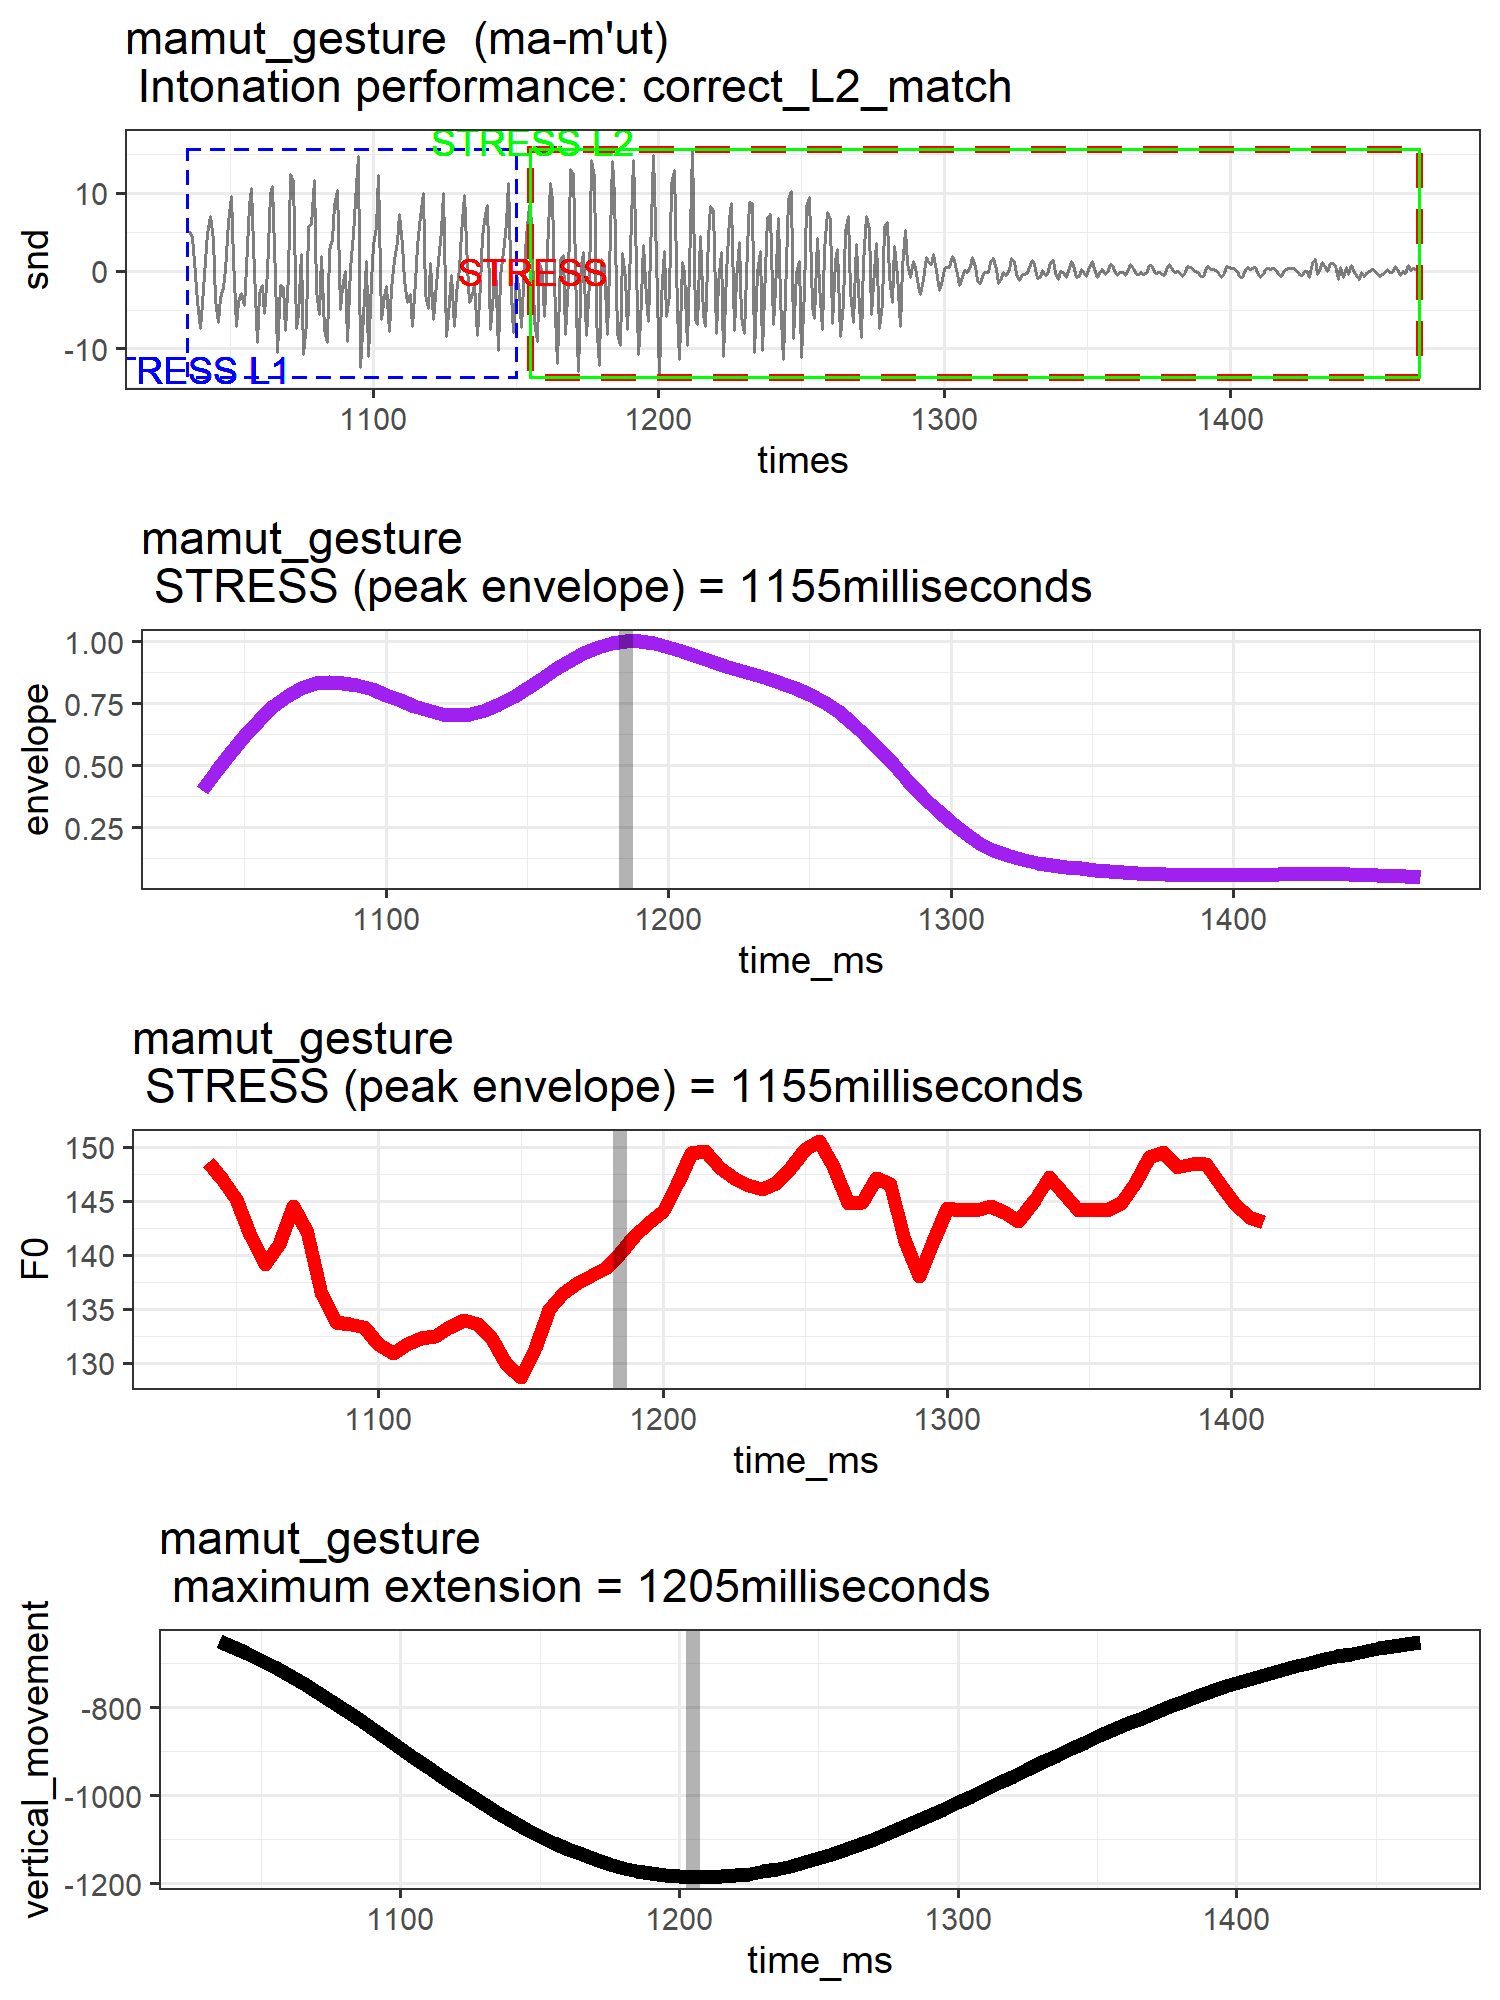 mamut_gesture (ma-m'ut)
Intonation performance: correct_L2_match
STRESS L2
10
0
-10
snd
STRESS
TRESS L1
1100 1200 1300 1400
times
mamut_gesture
STRESS (peak envelope) = 1155milliseconds
1.00
0.75
0.50
0.25
envelope
1100 1200 1300 1400
time_ms
mamut_gesture
STRESS (peak envelope) = 1155milliseconds
150
145
140
135
130
F0
1100 1200 1300 1400
time_ms
mamut_gesture
maximum extension = 1205milliseconds
-800
-1000
-1200
vertical_movement
1100 1200 1300 1400
time_ms